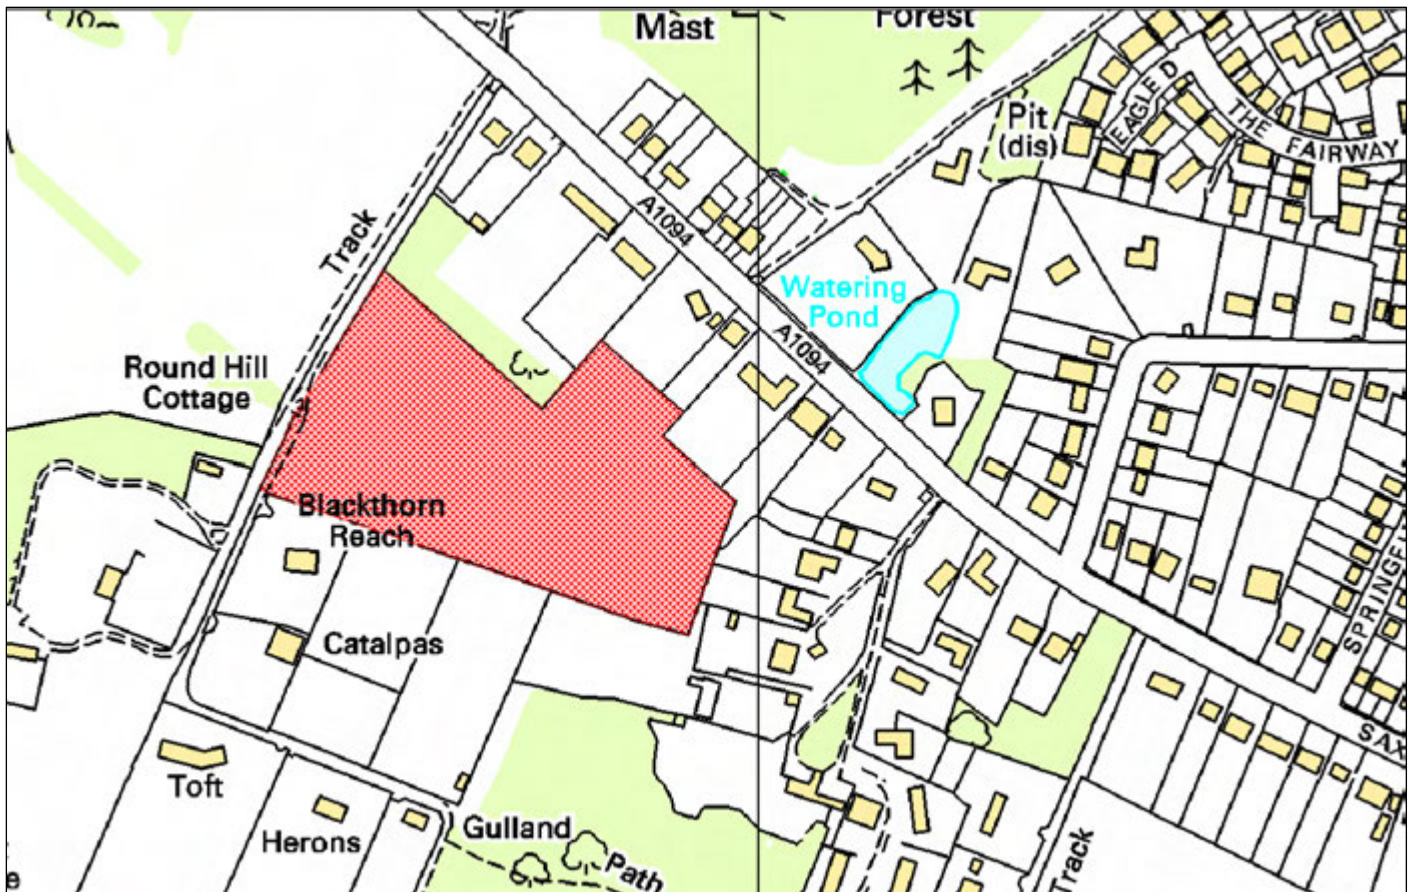 Mast
Forest
Pit
(dis)
EAGLE D
THE
FAIRWAY
Track
A1094
Watering
Pond
A1094
Round Hill
Cottage
Blackthorn
Reach
Catalpas
SPRINGFI
SAX
Toft
Herons
Gulland
Path
Track
e